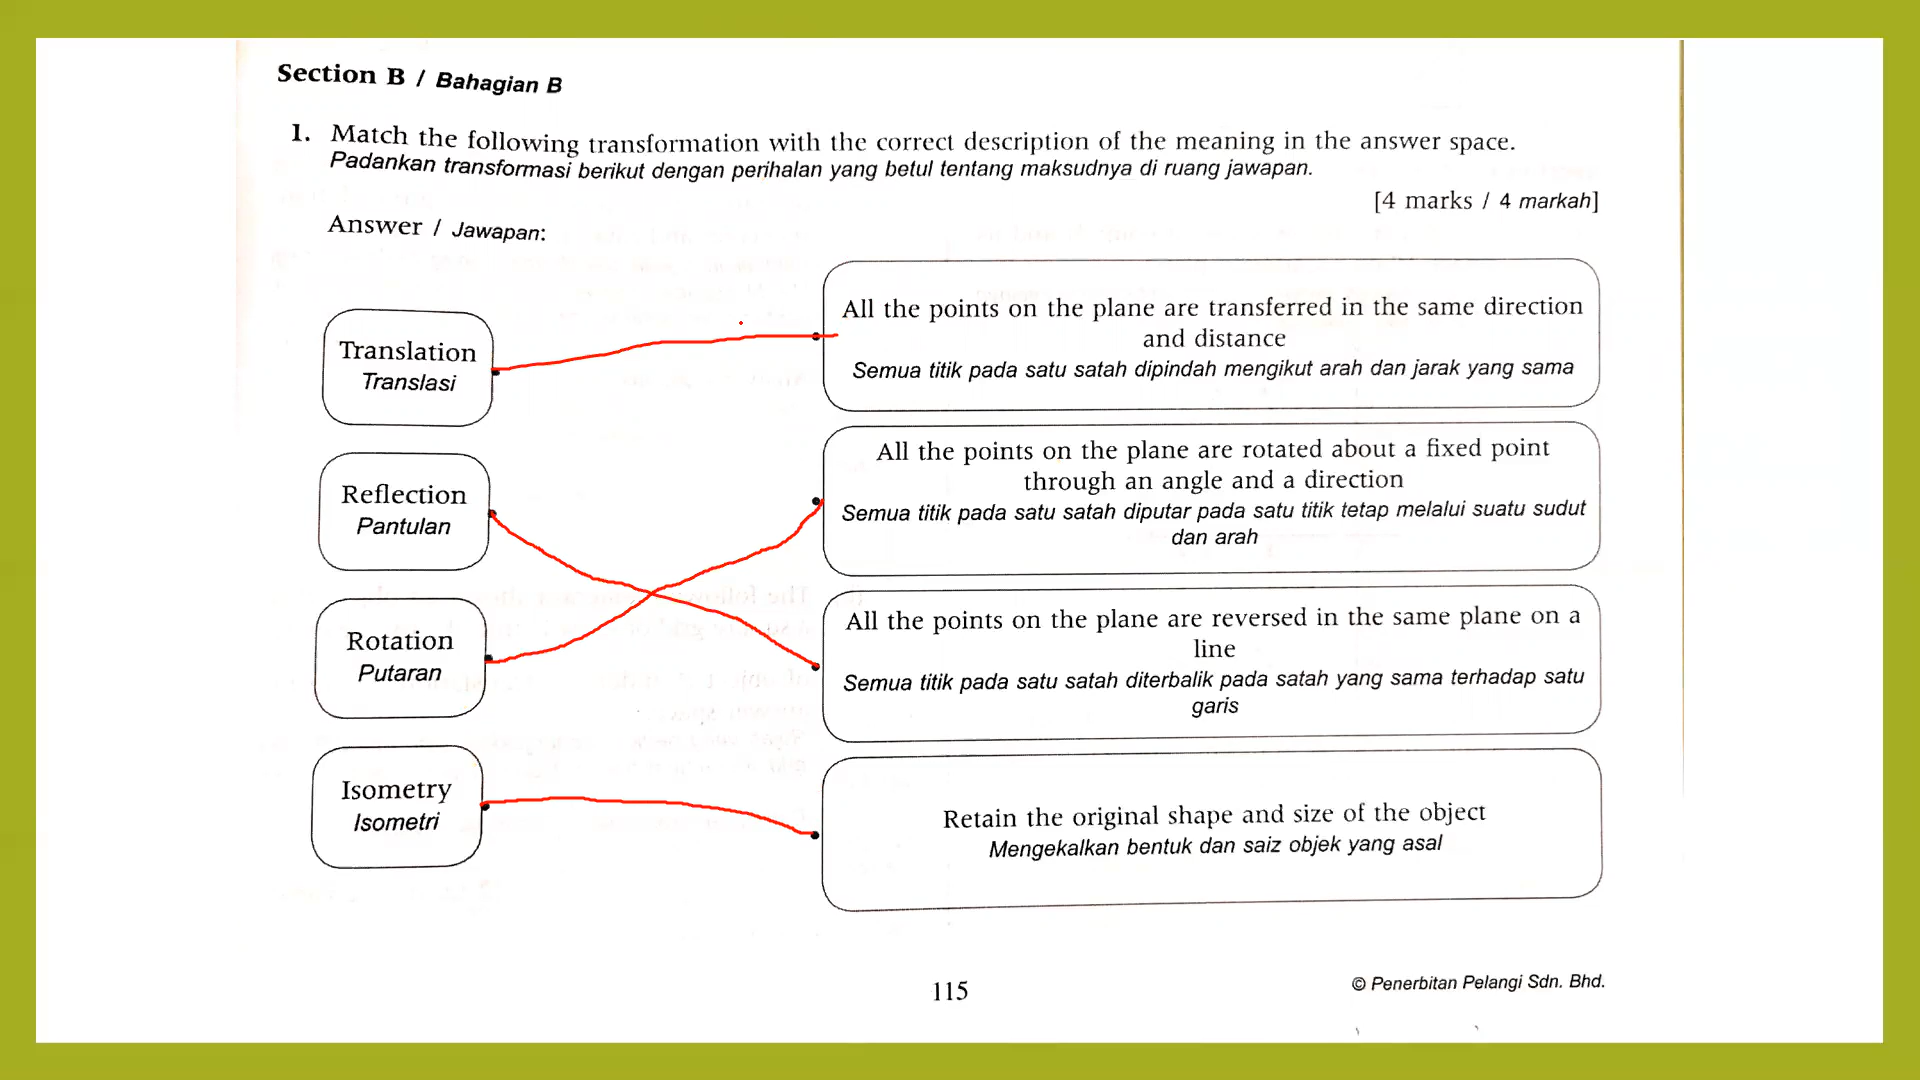 Section B / Bahagian B
1. Match the following transformation with the correct description of the meaning in the answer space.
Padankan transformasi berikut dengan perihalan yang betul tentang maksudnya di ruang jawapan.
[4 marks / 4 markah]
Answer / Jawapan:
Translation
Translasi
All the points on the plane are transferred in the same direction
and distance
Semua titik pada satu satah dipindah mengikut arah dan jarak yang sama
Reflection
Pantulan
All the points on the plane are rotated about a fixed point
through an angle and a direction
Semua titik pada satu satah diputar pada satu titik tetap melalui suatu sudut
dan arah
Rotation
Putaran
All the points on the plane are reversed in the same plane on a
line
Semua titik pada satu satah diterbalik pada satah yang sama terhadap satu
garis
Isometry
Isometri
Retain the original shape and size of the object
Mengekalkan bentuk dan saiz objek yang asal
115
© Penerbitan Pelangi Sdn. Bhd.